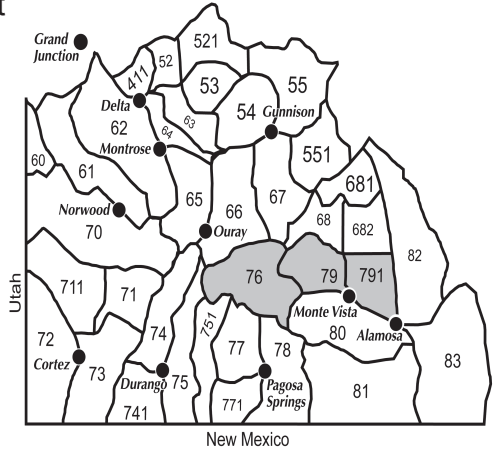 Grand
Junction
521
52
411
53
55
Delta
54
Gunnison
63
62
64
Montrose
551
60
61
681
65
67
Norwood
66
68
70
Ouray
682
82
76
79
791
711
71
Utah
Monte Vista
751
74
80
Alamosa
72
77
78
Cortez
73
83
Durango
75
Pagosa
Springs
81
771
741
New Mexico